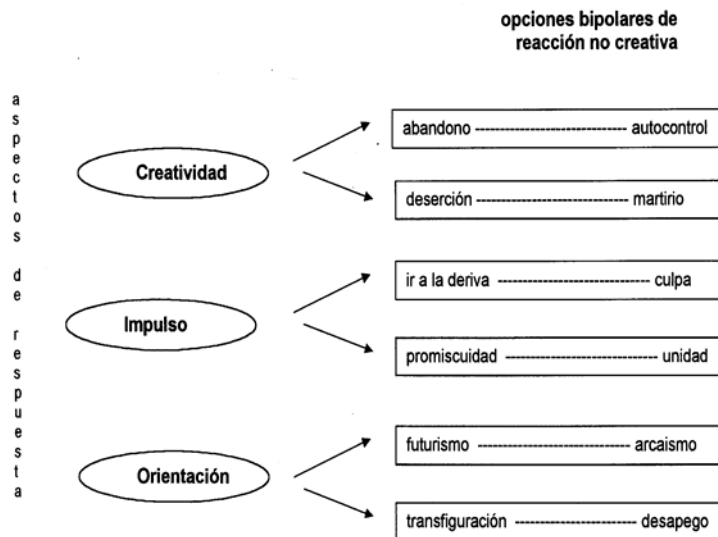 opciones bipolares de
reacción no creativa
aspectos de respuesta
Creatividad
abandono ---------------------- autocontrol
deserción ----------------------- martirio
Impulso
ir a la deriva ---------------------- culpa
promiscuidad ---------------------- unidad
Orientación
futurismo ---------------------- arcaismo
transfiguración ------------------- desapego